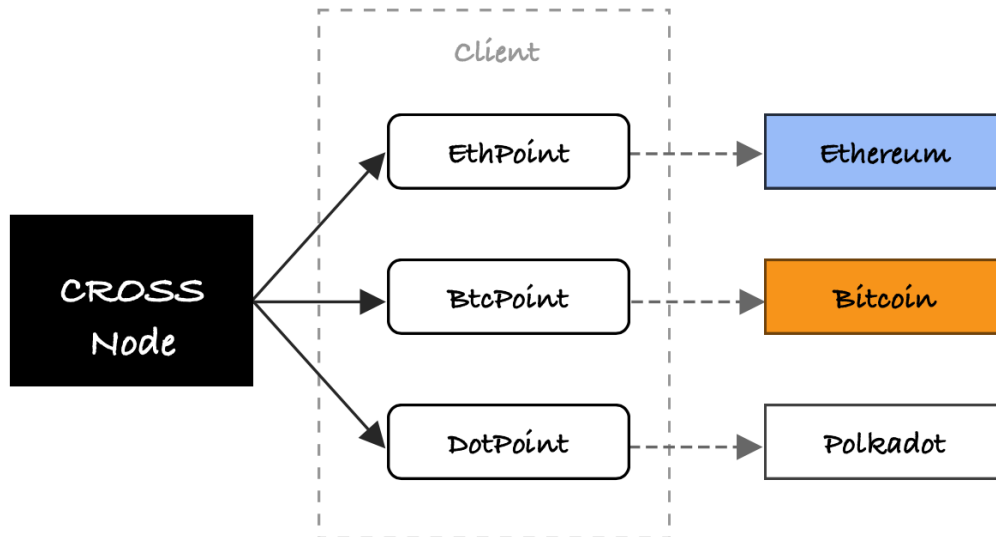 Client
EthPoint
Ethereum
CROSS
Node
BtcPoint
Bitcoin
DotPoint
Polkadot